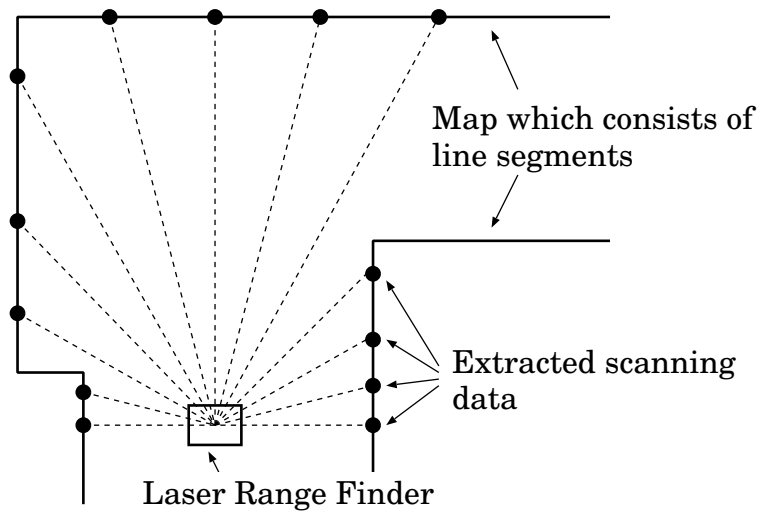 Map which consists of
line segments
Extracted scanning
data
Laser Range Finder